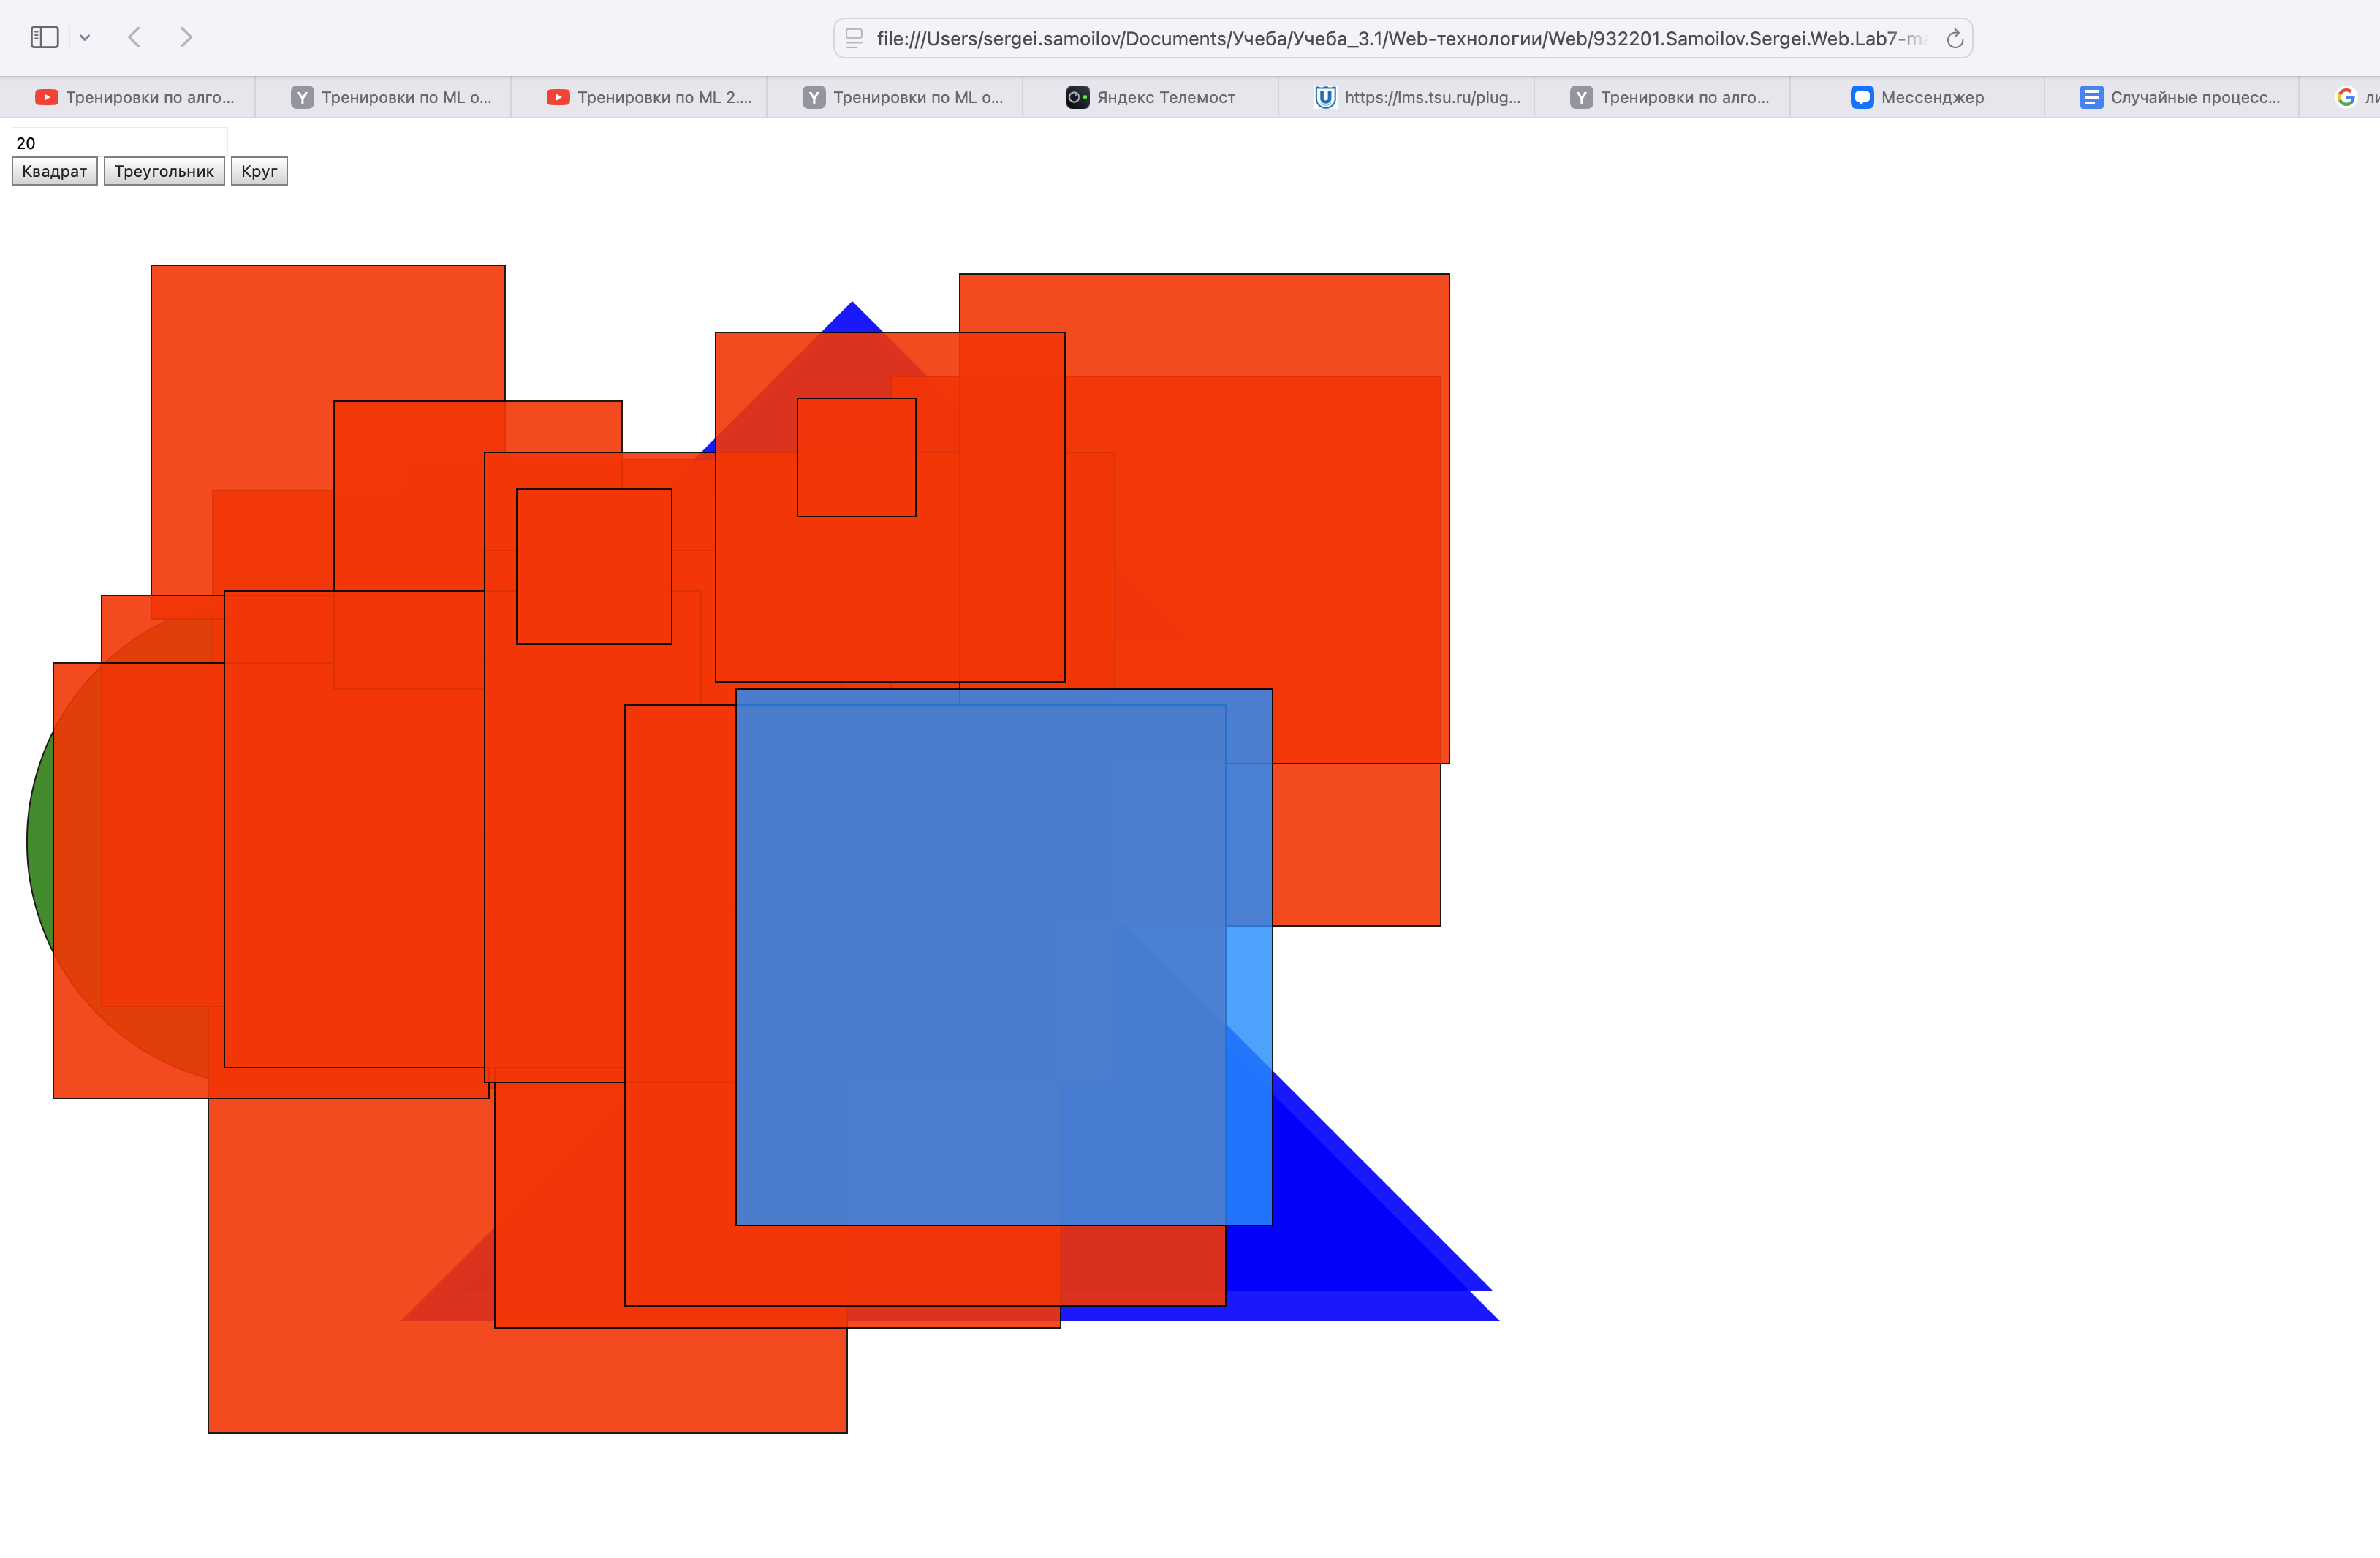 file:///Users/sergei.samoilov/Documents/Учеба/Учеба_3.1/Web-технологии/Web/932201.Samoilov.Sergei.Web.Lab7-ma
Тренировки по алго...
Тренировки по ML о...
Тренировки по ML 2....
Тренировки по ML о...
Яндекс Телемост
https://lms.tsu.ru/plug...
Тренировки по алго...
Мессенджер
Случайные процесс...
20
Квадрат
Треугольник
Круг